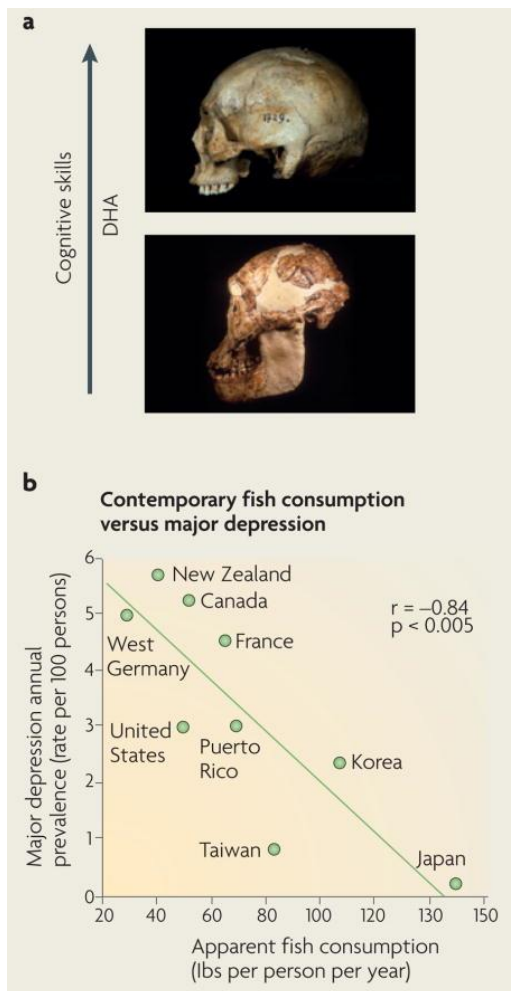 a
Cognitive skills
DHA
1729.
b
Contemporary fish consumption
versus major depression
r = –0.84
p < 0.005
Major depression annual
prevalence (rate per 100 persons)
6
5
4
3
2
1
0
New Zealand
Canada
West
Germany
France
United
States
Puerto
Rico
Korea
Taiwan
Japan
20
40
60
80
100
120
130
150
Apparent fish consumption
(lbs per person per year)